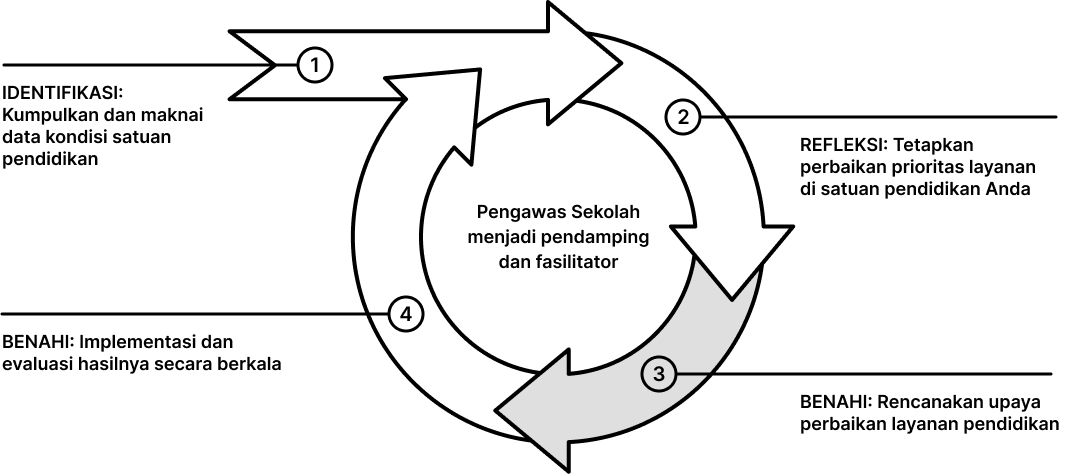 1
IDENTIFIKASI:
Kumpulkan dan maknai
data kondisi satuan
pendidikan
2
REFLEKSI: Tetapkan
perbaikan prioritas layanan
di satuan pendidikan Anda
Pengawas Sekolah
menjadi pendamping
dan fasilitator
3
BENAHI: Rencanakan upaya
perbaikan layanan pendidikan
4
BENAHI: Implementasi dan
evaluasi hasilnya secara berkala